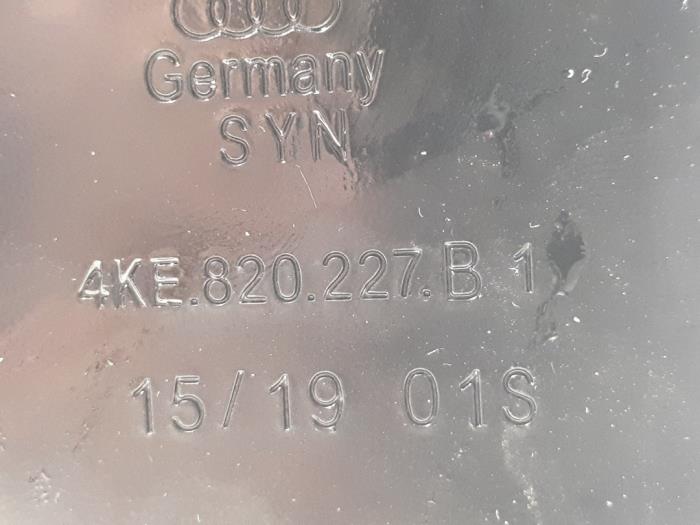 Germany
SYN
4KE.820.227.B 1
15/19 01S